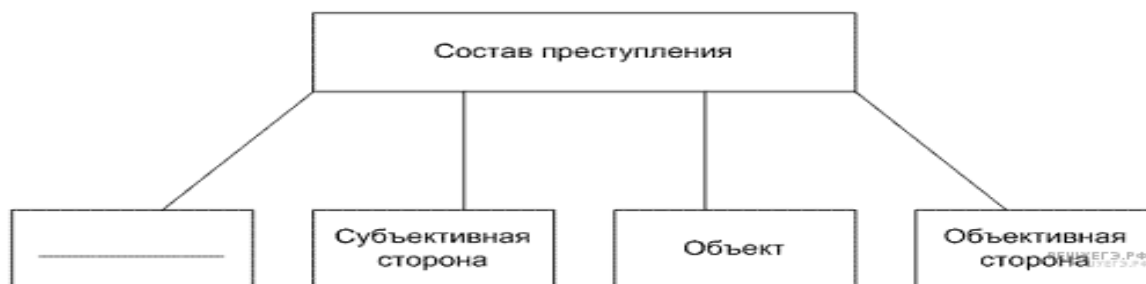 Состав преступления
Субъективная
сторона
Объект
Объективная
сторона